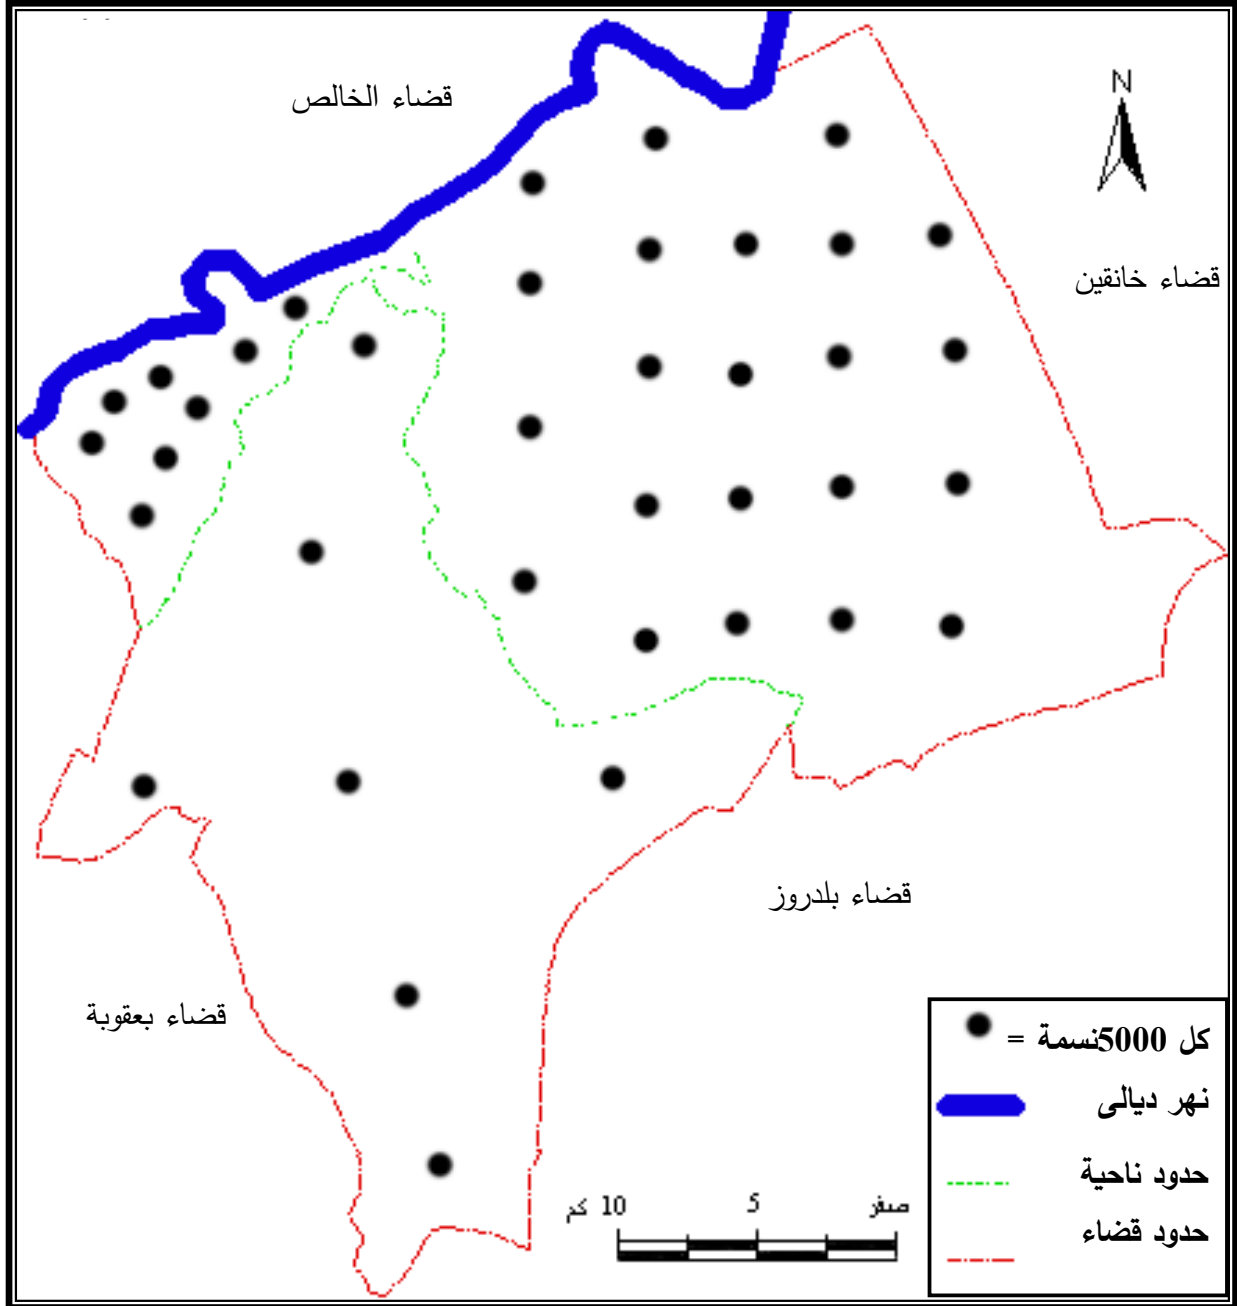 قضاء الخالص
N
قضاء خانقين
قضاء بلدروز
قضاء بعقوبة
كل 5000نسمة =
نهر ديالى
حدود ناحية
حدود قضاء
صفر 5 10 كم